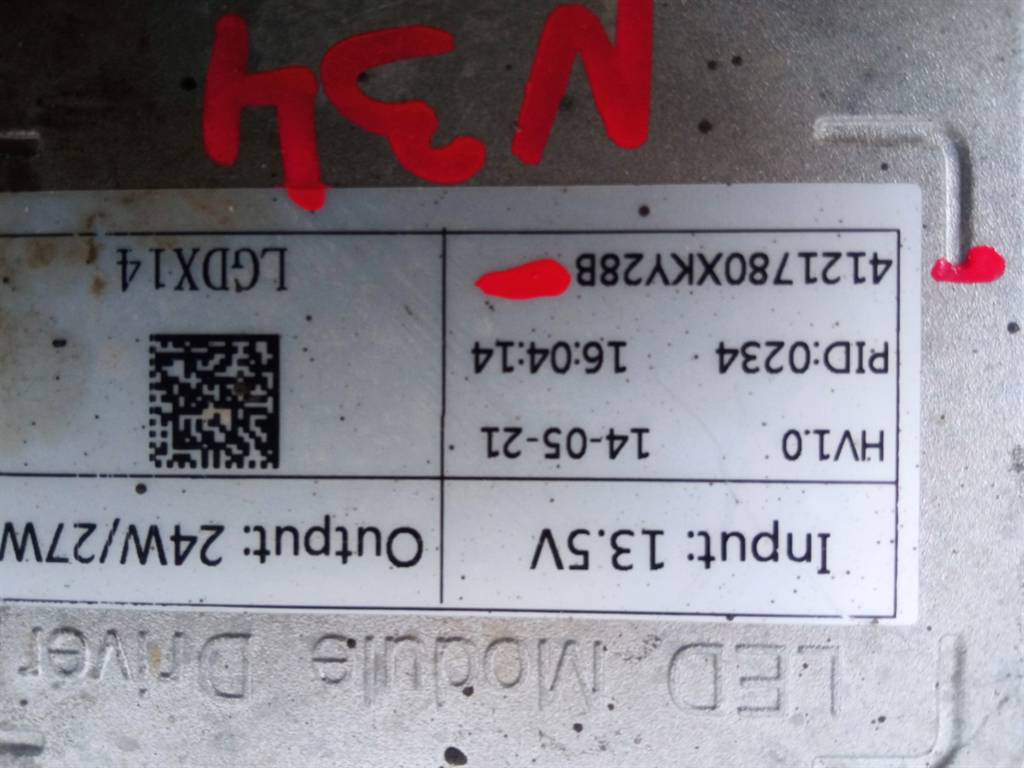 LED Module Driver
Input: 13.5V Output: 24W/27W
HV1.0 14-05-21
PID:0234 16:04:14
4121780XKY28B LGDX14
N34